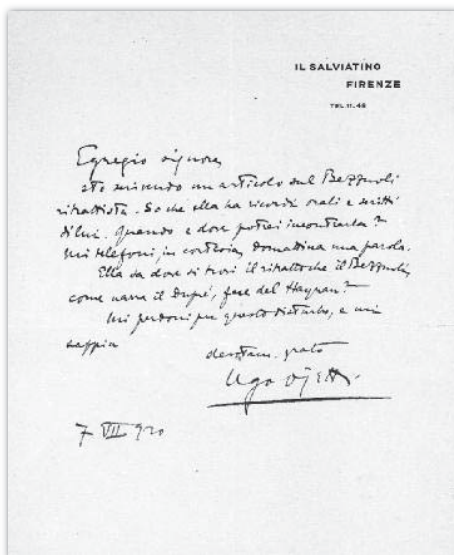 IL SALVIATINO
FIRENZE
TEL. 11.48
Egregio signore,
sto scrivendo un articolo sul Bezzuoli
ritrattista. So che ella ha ricordi orali e scritti
di lui. Quando e dove potrei incontrarla?
Mi telefoni, in cortesia, domattina una parola.
Ella sa dove si trovi il ritratto che il Bezzuoli,
come narra il Dupré, fece del
Mi perdoni per questo disturbo, e mi
sappia
devotam. grato
Ugo Ojetti
7 VII 920